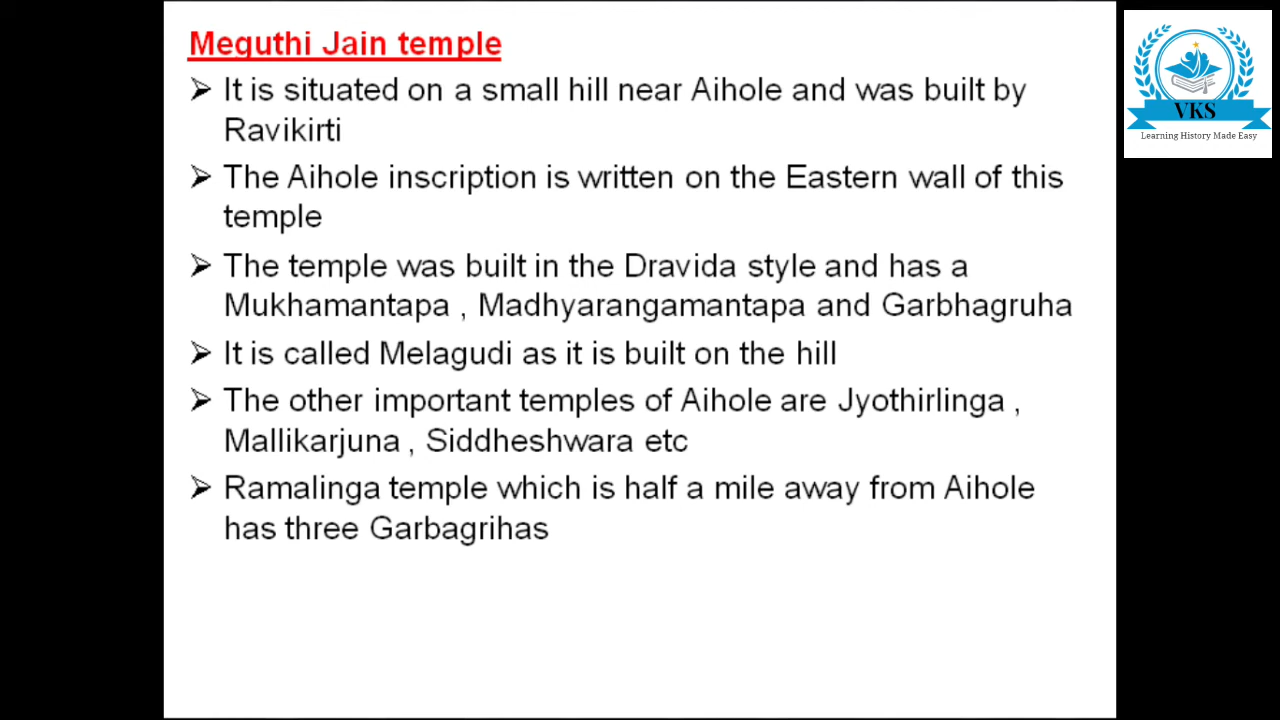 Meguthi Jain temple
It is situated on a small hill near Aihole and was built by
Ravikirti
The Aihole inscription is written on the Eastern wall of this
temple
The temple was built in the Dravida style and has a
Mukhamantapa , Madhyarangamantapa and Garbhagruha
It is called Melagudi as it is built on the hill
The other important temples of Aihole are Jyothirlinga ,
Mallikarjuna , Siddheshwara etc
Ramalinga temple which is half a mile away from Aihole
has three Garbagrihas
VKS
Learning History Made Easy